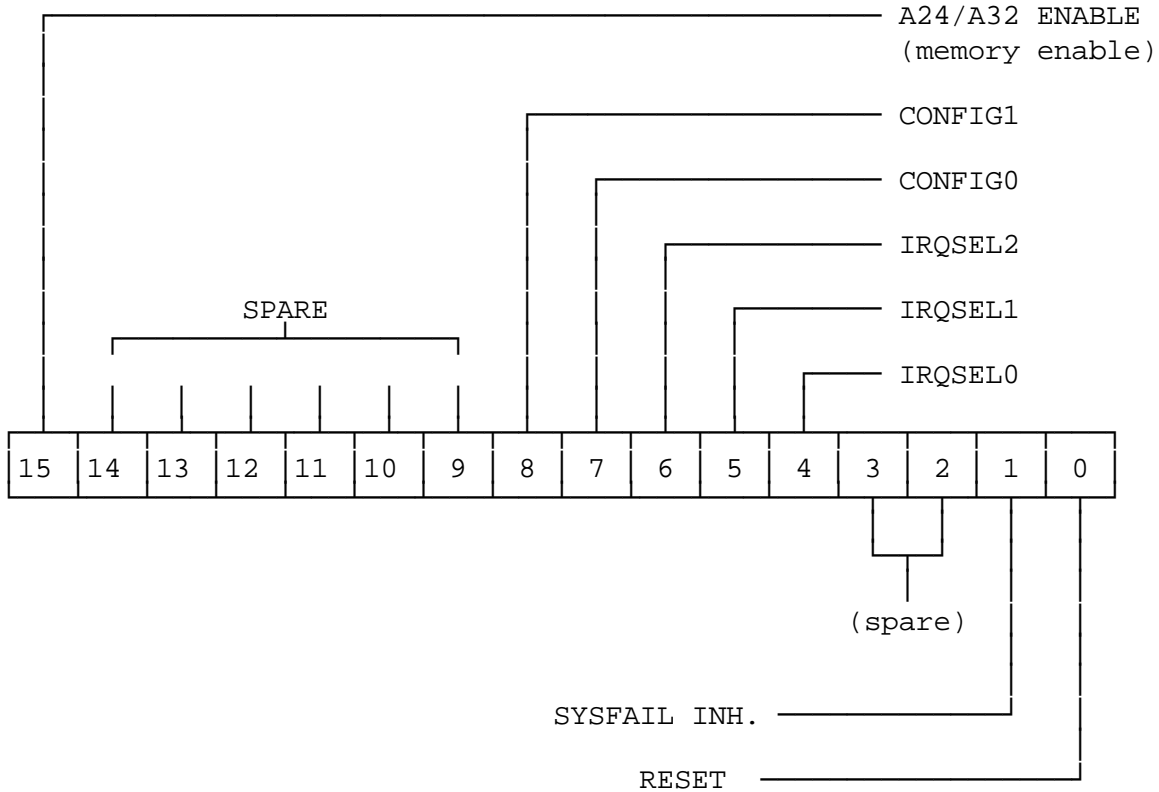 A24/A32 ENABLE
(memory enable)
CONFIG1
CONFIG0
IRQSEL2
SPARE
IRQSEL1
IRQSEL0
15 14 13 12 11 10 9 8 7 6 5 4 3 2 1 0
(spare)
SYSFAIL INH.
RESET